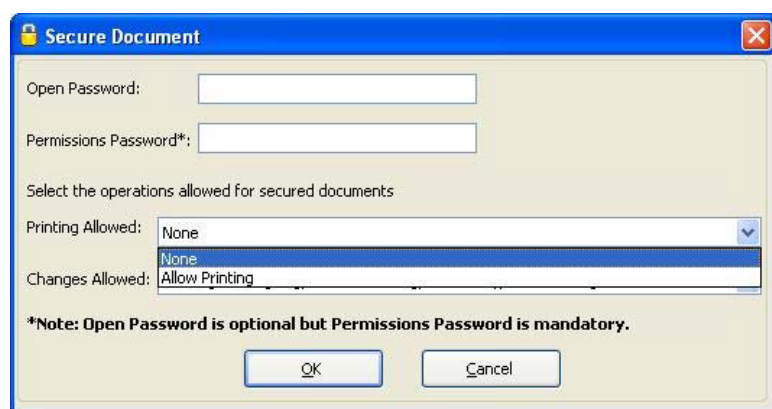 Secure Document
Open Password:
Permissions Password*:
Select the operations allowed for secured documents
Printing Allowed: None
None
Changes Allowed: Allow Printing
*Note: Open Password is optional but Permissions Password is mandatory.
OK Cancel